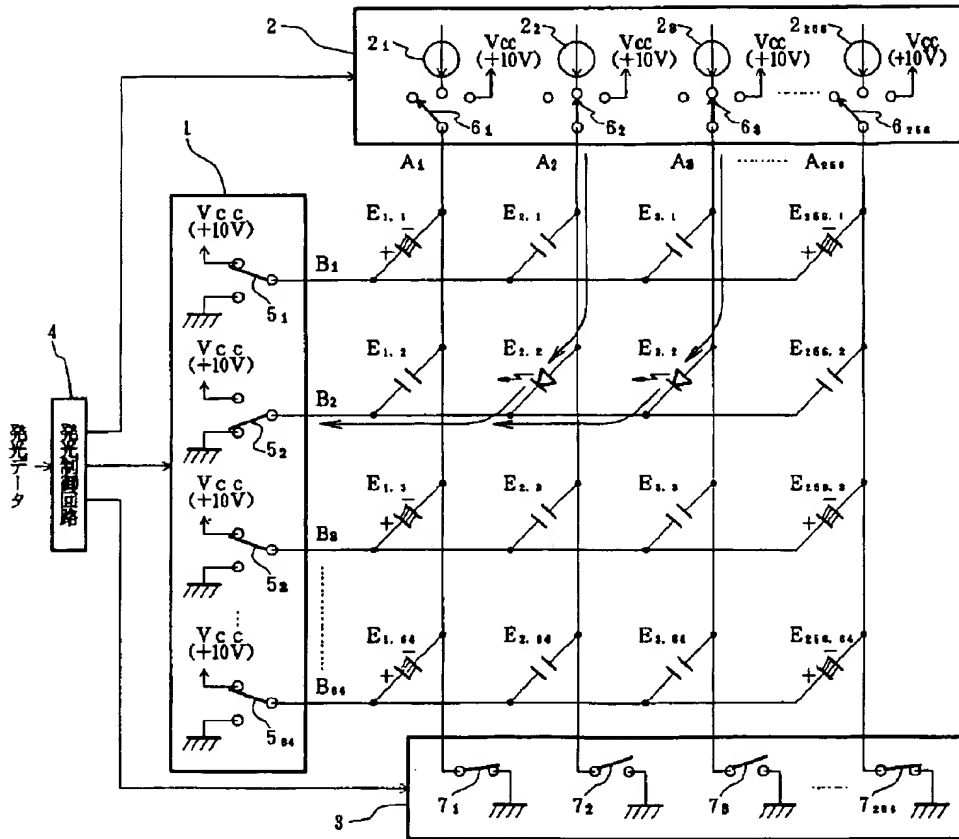 2
2₁
Vcc
(+10V)
2₂
Vcc
(+10V)
2₃
Vcc
(+10V)
2₂₅₆
Vcc
(+10V)
6₁
6₂
6₃
6₂₅₆
A₁
A₂
A₃
A₂₅₆
1
Vcc
(+10V)
B₁
5₁
E₁,₁
E₂,₁
E₃,₁
E₂₅₆,₁
+ −
+ −
4
発光データ
発光制御回路
Vcc
(+10V)
B₂
5₂
E₁,₂
E₂,₂
E₃,₂
E₂₅₆,₂
Vcc
(+10V)
B₃
5₃
E₁,₃
E₂,₃
E₃,₃
E₂₅₆,₃
+ −
+ −
Vcc
(+10V)
B₆₄
5₆₄
E₁,₆₄
E₂,₆₄
E₃,₆₄
E₂₅₆,₆₄
+ −
+ −
3
7₁
7₂
7₃
7₂₅₆